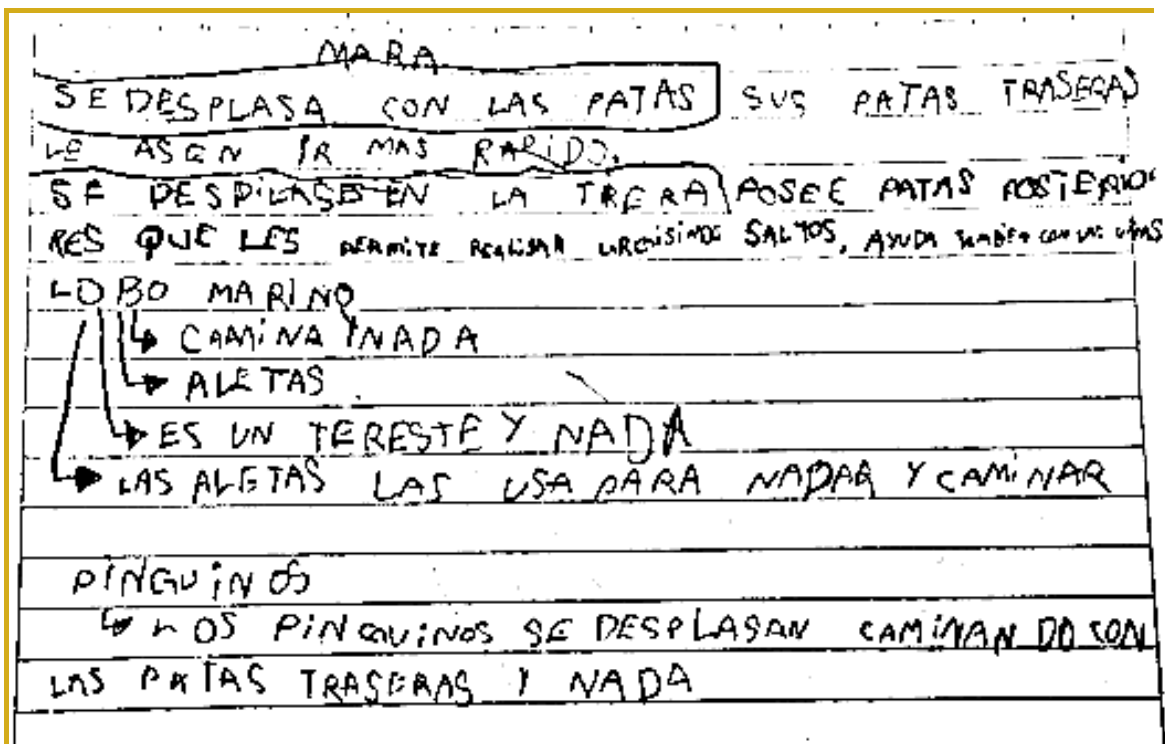 MARA
SE DESPLASA CON LAS PATAS SUS PATAS TRASERAS
LE ASEN IR MAS RAPIDO.
SE DESPLASB EN LA TRERA POSEE PATAS POSTERIO
RES QUE LES PERMITE REALISAR SALTOS, AYUDA TAMBIEN CON LAS UÑAS
LOBO MARINO
CAMINA Y NADA
ALETAS
ES UN TERESTE Y NADA
LAS ALETAS LAS USA PARA NADAR Y CAMINAR
PINGUINOS
LOS PINGUINOS SE DESPLASAN CAMINANDO CON
LAS PATAS TRASERAS Y NADA